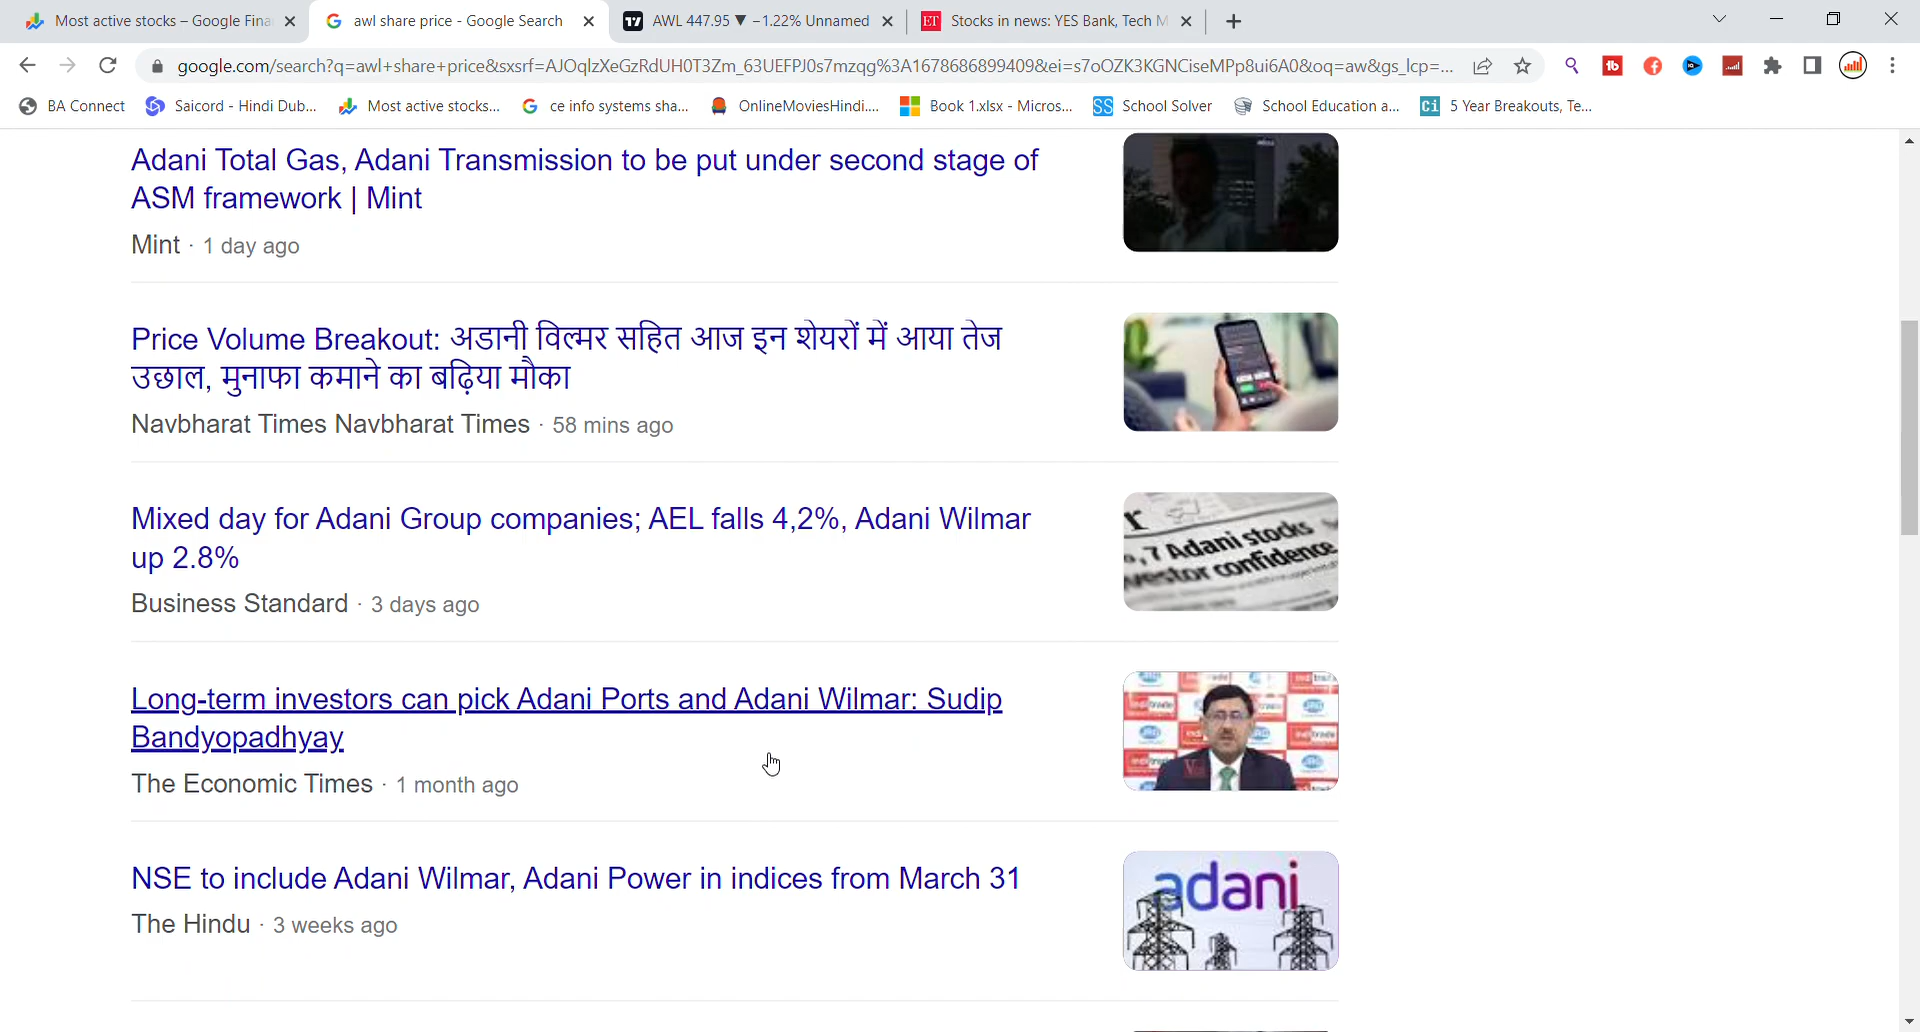 Most active stocks – Google Fina
awl share price - Google Search
AWL 447.95 ▼ −1.22% Unnamed
ET
Stocks in news: YES Bank, Tech M
google.com/search?q=awl+share+price&sxsrf=AJOqlzXeGzRdUH0T3Zm_63UEFPJ0s7mzqg%3A1678686899409&ei=s7oOZK3KGNCiseMPp8ui6A0&oq=aw&gs_lcp=...
BA Connect
Saicord - Hindi Dub...
Most active stocks...
ce info systems sha...
OnlineMoviesHindi....
Book 1.xlsx - Micros...
SS School Solver
School Education a...
Ci 5 Year Breakouts, Te...
Adani Total Gas, Adani Transmission to be put under second stage of
ASM framework | Mint
Mint · 1 day ago
Price Volume Breakout: अडानी विल्मर सहित आज इन शेयरों में आया तेज
उछाल, मुनाफा कमाने का बढ़िया मौका
Navbharat Times Navbharat Times · 58 mins ago
Mixed day for Adani Group companies; AEL falls 4,2%, Adani Wilmar
up 2.8%
Business Standard · 3 days ago
, 7 Adani stocks
vestor confidence
Long-term investors can pick Adani Ports and Adani Wilmar: Sudip
Bandyopadhyay
The Economic Times · 1 month ago
NSE to include Adani Wilmar, Adani Power in indices from March 31
The Hindu · 3 weeks ago
adani